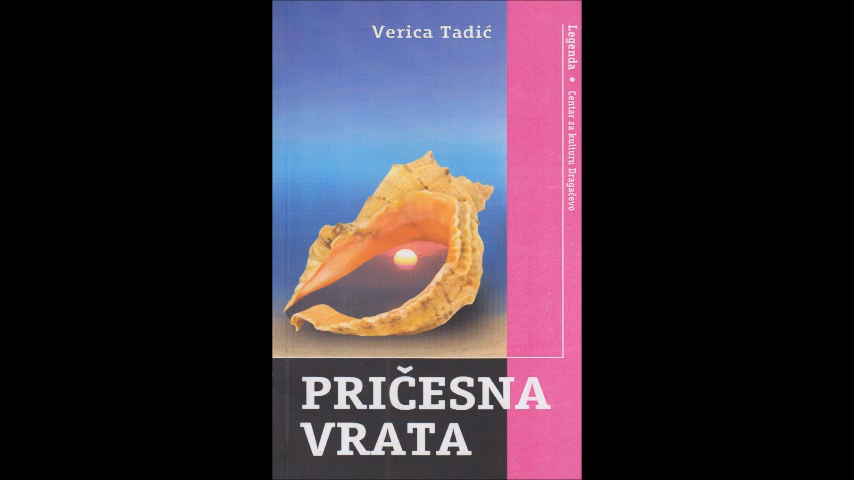 Verica Tadić
Legenda • Centar za kulturu Dragačevo
PRIČESNA
VRATA